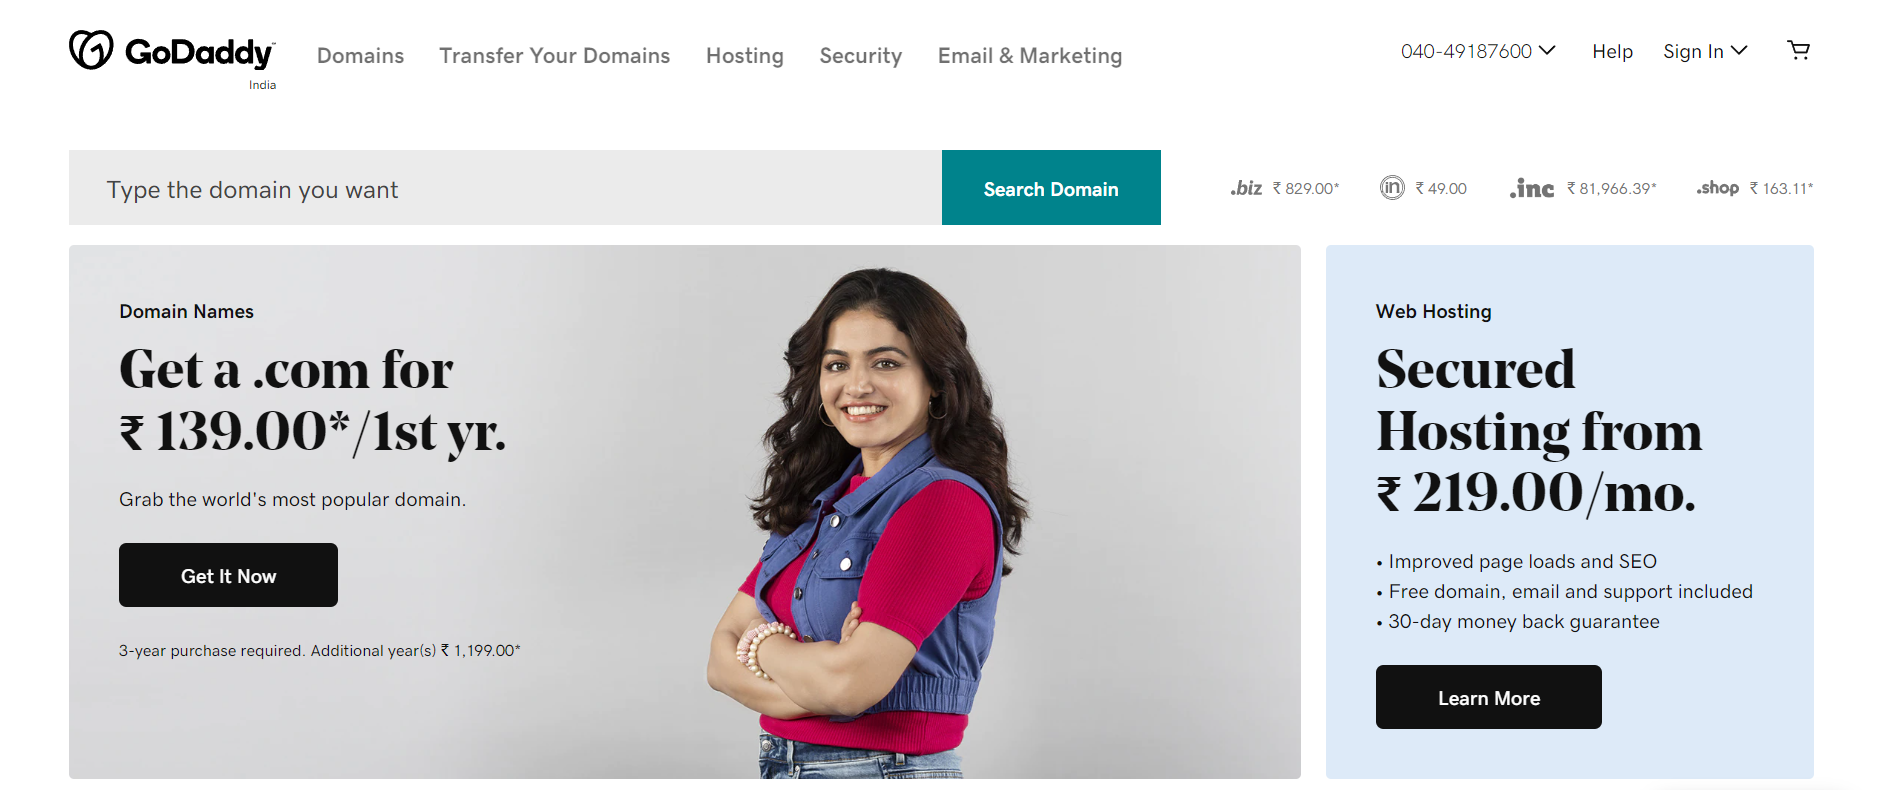 GoDaddy
India
Domains
Transfer Your Domains
Hosting
Security
Email & Marketing
040-49187600
Help
Sign In
Type the domain you want
Search Domain
.biz ₹ 829.00*
in ₹ 49.00
.inc ₹ 81,966.39*
.shop ₹ 163.11*
Domain Names
Get a .com for
₹ 139.00*/1st yr.
Grab the world's most popular domain.
Get It Now
3-year purchase required. Additional year(s) ₹ 1,199.00*
Web Hosting
Secured
Hosting from
₹ 219.00/mo.
• Improved page loads and SEO
• Free domain, email and support included
• 30-day money back guarantee
Learn More